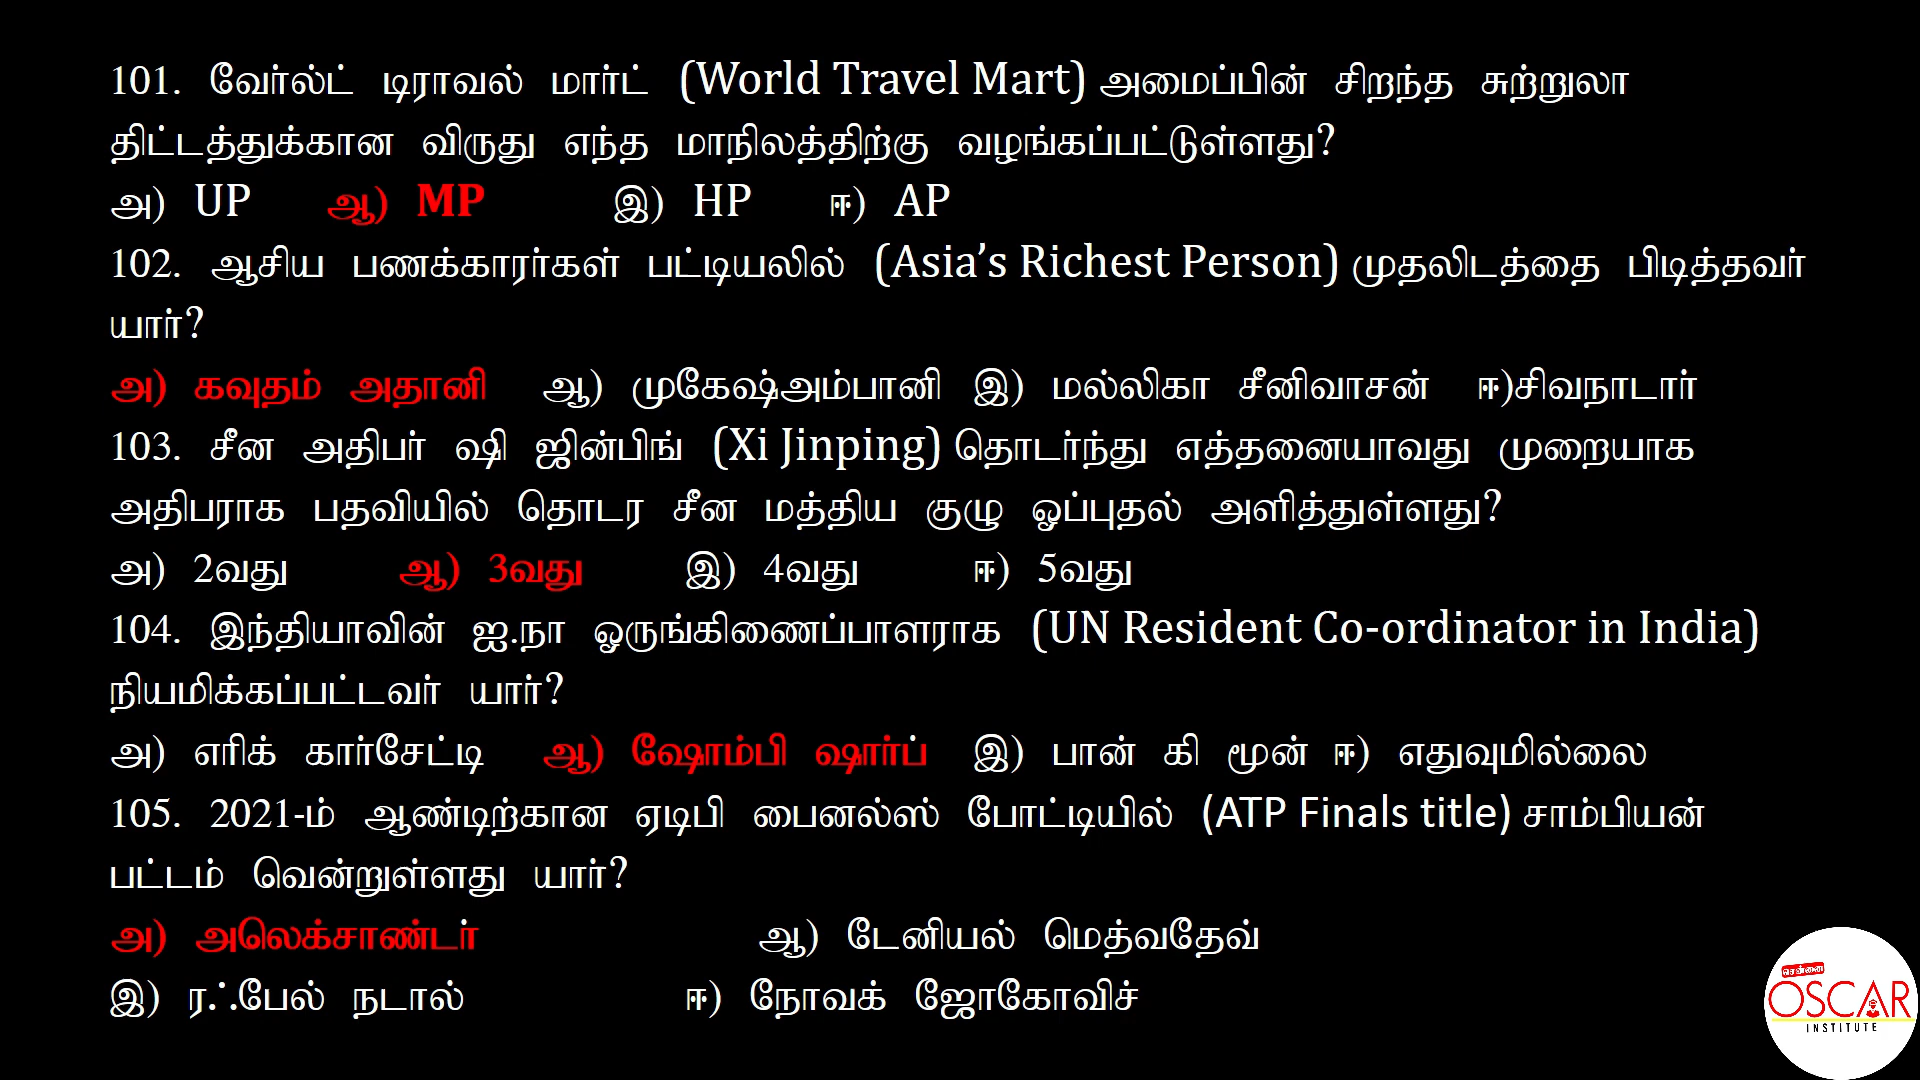 101. வேர்ல்ட் டிராவல் மார்ட் (World Travel Mart) அமைப்பின் சிறந்த சுற்றுலா
திட்டத்துக்கான விருது எந்த மாநிலத்திற்கு வழங்கப்பட்டுள்ளது?
அ) UP ஆ) MP இ) HP ஈ) AP
102. ஆசிய பணக்காரர்கள் பட்டியலில் (Asia’s Richest Person) முதலிடத்தை பிடித்தவர்
யார்?
அ) கவுதம் அதானி ஆ) முகேஷ்அம்பானி இ) மல்லிகா சீனிவாசன் ஈ)சிவநாடார்
103. சீன அதிபர் ஷி ஜின்பிங் (Xi Jinping) தொடர்ந்து எத்தனையாவது முறையாக
அதிபராக பதவியில் தொடர சீன மத்திய குழு ஓப்புதல் அளித்துள்ளது?
அ) 2வது ஆ) 3வது இ) 4வது ஈ) 5வது
104. இந்தியாவின் ஐ.நா ஓருங்கிணைப்பாளராக (UN Resident Co-ordinator in India)
நியமிக்கப்பட்டவர் யார்?
அ) எரிக் கார்சேட்டி ஆ) ஷோம்பி ஷார்ப் இ) பான் கி மூன் ஈ) எதுவுமில்லை
105. 2021-ம் ஆண்டிற்கான ஏடிபி பைனல்ஸ் போட்டியில் (ATP Finals title) சாம்பியன்
பட்டம் வென்றுள்ளது யார்?
அ) அலெக்சாண்டர் ஆ) டேனியல் மெத்வதேவ்
இ) ரஃபேல் நடால் ஈ) நோவக் ஜோகோவிச்
சென்னை
OSCAR
INSTITUTE